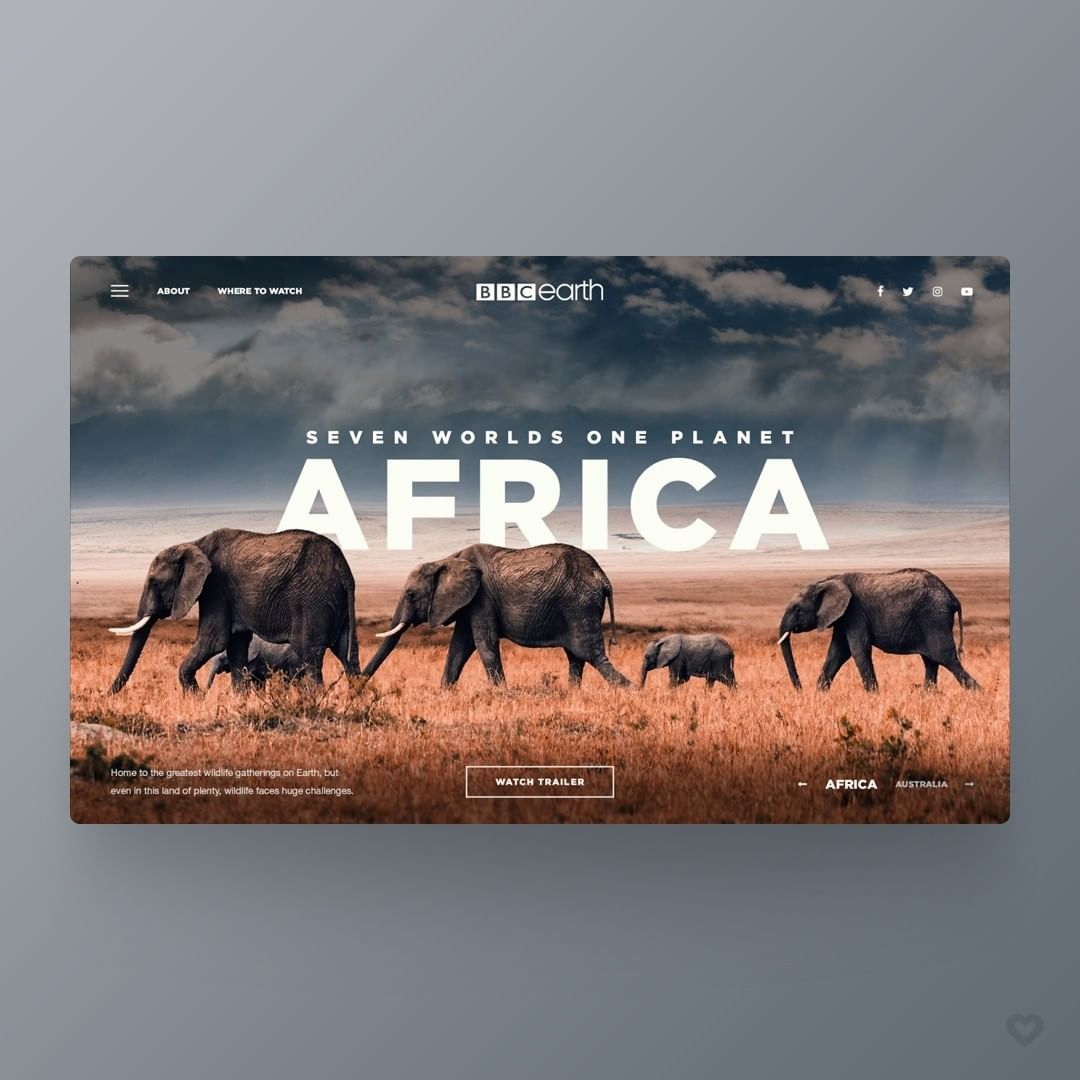 ABOUT
WHERE TO WATCH
BBC earth
SEVEN WORLDS ONE PLANET
AFRICA
Home to the greatest wildlife gatherings on Earth, but
even in this land of plenty, wildlife faces huge challenges.
WATCH TRAILER
← AFRICA AUSTRALIA →